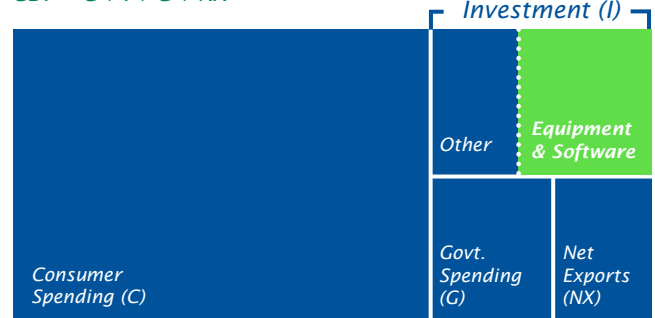 Investment (I)
Other
Equipment
& Software
Consumer
Spending (C)
Govt.
Spending
(G)
Net
Exports
(NX)